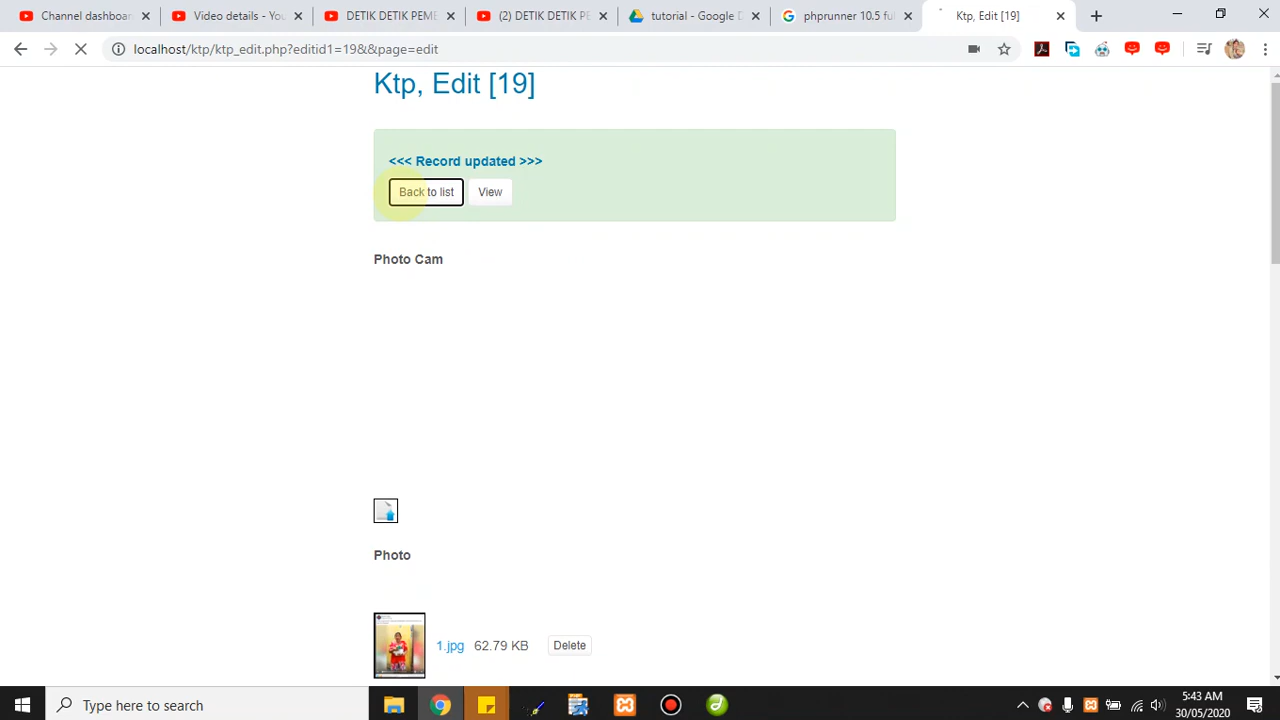 Channel dashboar
Video details - You
DETIK DETIK PEME
(2) DETIK DETIK PE
tutorial - Google D
phprunner 10.5 ful
Ktp, Edit [19]
localhost/ktp/ktp_edit.php?editid1=19&&page=edit
Ktp, Edit [19]
<<< Record updated >>>
Back to list
View
Photo Cam
Photo
1.jpg 62.79 KB Delete
Type here to search
5:43 AM
30/05/2020